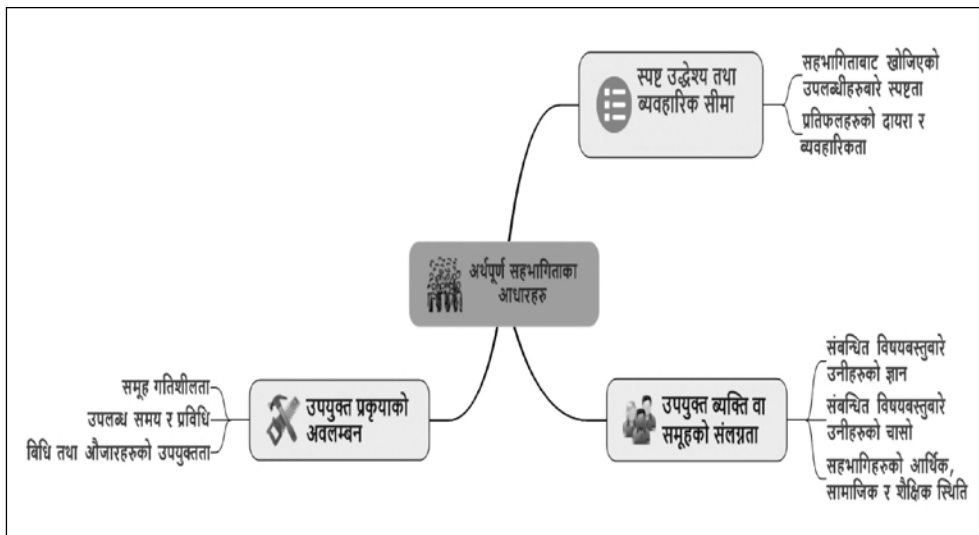 स्पष्ट उद्धेश्य तथा
ब्यवहारिक सीमा
सहभागिताबाट खोजिएको
उपलब्धीहरुबारे स्पष्टता
प्रतिफलहरुको दायरा र
ब्यवहारिकता
अर्थपूर्ण सहभागिताका
आधारहरु
समूह गतिशीलता
उपलब्ध समय र प्रविधि
बिधि तथा औजारहरुको उपयुक्तता
उपयुक्त प्रकृयाको
अवलम्बन
उपयुक्त ब्यक्ति वा
समूहको संलग्नता
संबन्धित विषयबस्तुबारे
उनीहरुको ज्ञान
संबन्धित विषयबस्तुबारे
उनीहरुको चासो
सहभागिहरुको आर्थिक,
सामाजिक र शैक्षिक स्थिति